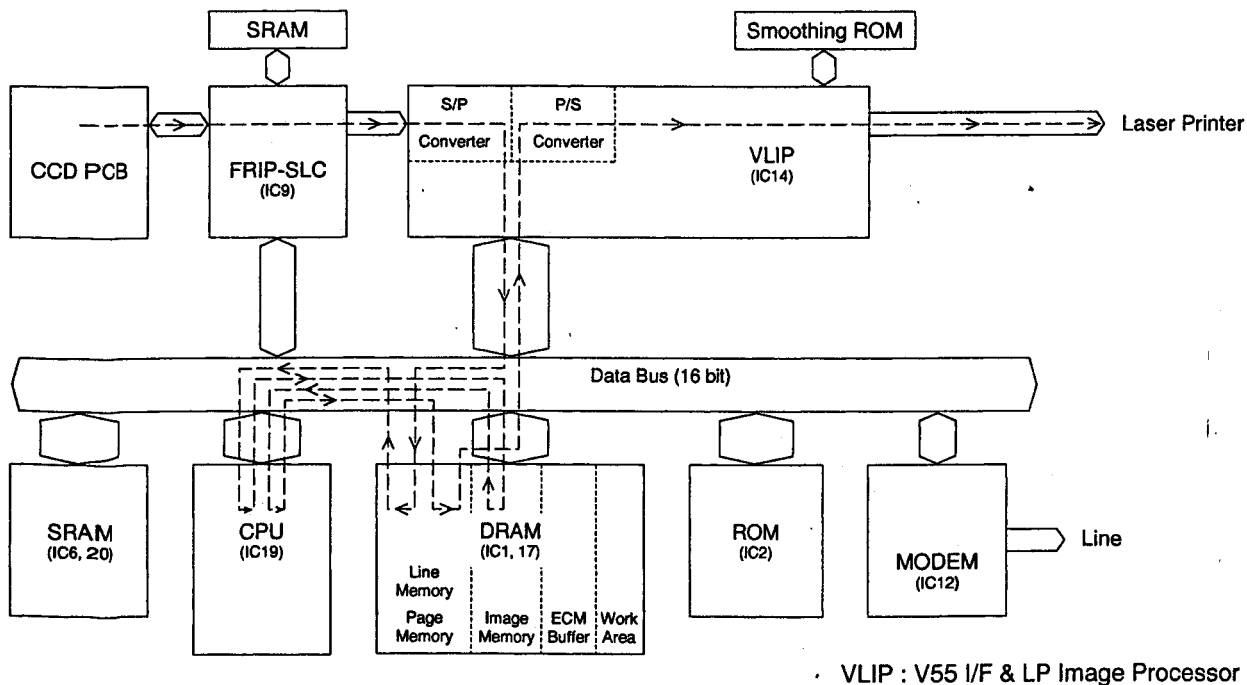 SRAM
Smoothing ROM
CCD PCB
FRIP-SLC
(IC9)
S/P
Converter
P/S
Converter
VLIP
(IC14)
Laser Printer
Data Bus (16 bit)
SRAM
(IC6, 20)
CPU
(IC19)
DRAM
(IC1, 17)
Line
Memory
Page
Memory
Image
Memory
ECM
Buffer
Work
Area
ROM
(IC2)
MODEM
(IC12)
Line
VLIP : V55 I/F & LP Image Processor